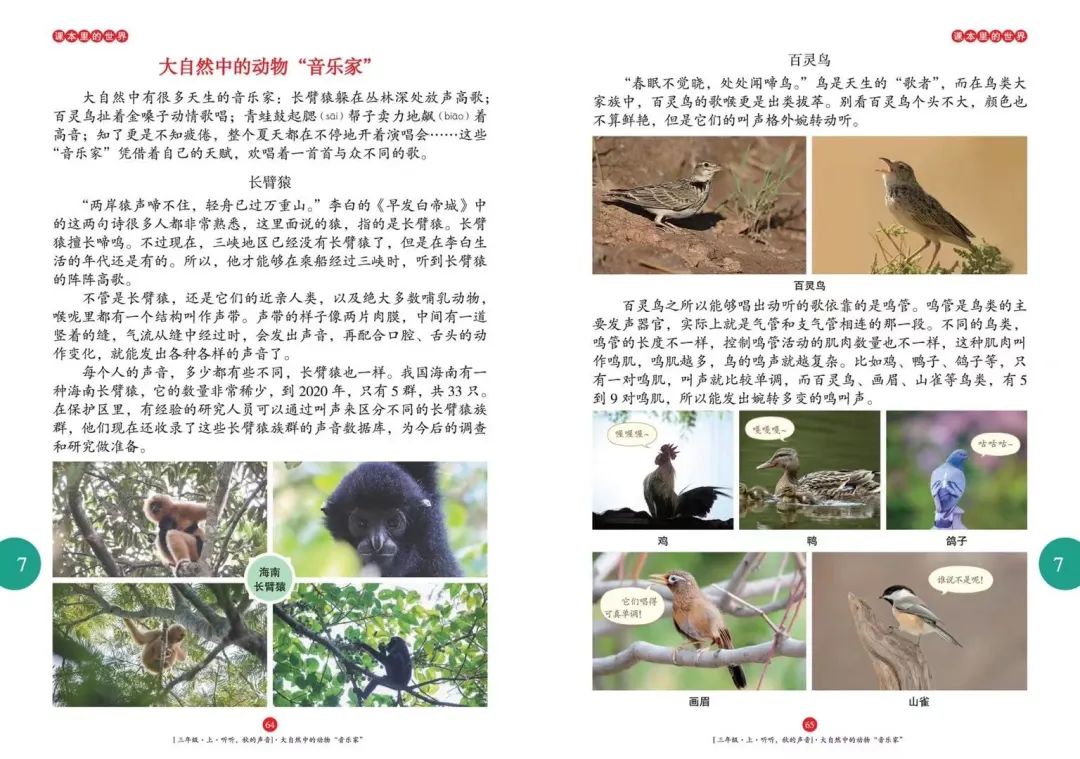 课本里的世界
大自然中的动物“音乐家”
大自然中有很多天生的音乐家：长臂猿躲在丛林深处放声高歌；
百灵鸟扯着金嗓子动情歌唱；青蛙鼓起腮(sāi)帮子卖力地飙(biāo)着
高音；知了更是不知疲倦，整个夏天都在不停地开着演唱会……这些
“音乐家”凭借着自己的天赋，欢唱着一首首与众不同的歌。
长臂猿
“两岸猿声啼不住，轻舟已过万重山。”李白的《早发白帝城》中
的这两句诗很多人都非常熟悉，这里面说的猿，指的是长臂猿。长臂
猿擅长啼鸣。不过现在，三峡地区已经没有长臂猿了，但是在李白生
活的年代还是有的。所以，他才能够在乘船经过三峡时，听到长臂猿
的阵阵高歌。
不管是长臂猿，还是它们的近亲人类，以及绝大多数哺乳动物，
喉咙里都有一个结构叫作声带。声带的样子像两片肉膜，中间有一道
竖着的缝，气流从缝中经过时，会发出声音，再配合口腔、舌头的动
作变化，就能发出各种各样的声音了。
每个人的声音，多少都有些不同，长臂猿也一样。我国海南有一
种海南长臂猿，它的数量非常稀少，到2020年，只有5群，共33只。
在保护区里，有经验的研究人员可以通过叫声来区分不同的长臂猿族
群，他们现在还收录了这些长臂猿族群的声音数据库，为今后的调查
和研究做准备。
海南
长臂猿
7
64
[三年级·上·听听，秋的声音]·大自然中的动物“音乐家”
课本里的世界
百灵鸟
“春眠不觉晓，处处闻啼鸟。”鸟是天生的“歌者”，而在鸟类大
家族中，百灵鸟的歌喉更是出类拔萃。别看百灵鸟个头不大，颜色也
不算鲜艳，但是它们的叫声格外婉转动听。
百灵鸟
百灵鸟之所以能够唱出动听的歌依靠的是鸣管。鸣管是鸟类的主
要发声器官，实际上就是气管和支气管相连的那一段。不同的鸟类，
鸣管的长度不一样，控制鸣管活动的肌肉数量也不一样，这种肌肉叫
作鸣肌，鸣肌越多，鸟的鸣声就越复杂。比如鸡、鸭子、鸽子等，只
有一对鸣肌，叫声就比较单调，而百灵鸟、画眉、山雀等鸟类，有5
到9对鸣肌，所以能发出婉转多变的鸣叫声。
喔喔喔~
嘎嘎嘎~
咕咕咕~
鸡
鸭
鸽子
它们唱得
可真单调！
谁说不是呢！
画眉
山雀
7
65
[三年级·上·听听，秋的声音]·大自然中的动物“音乐家”